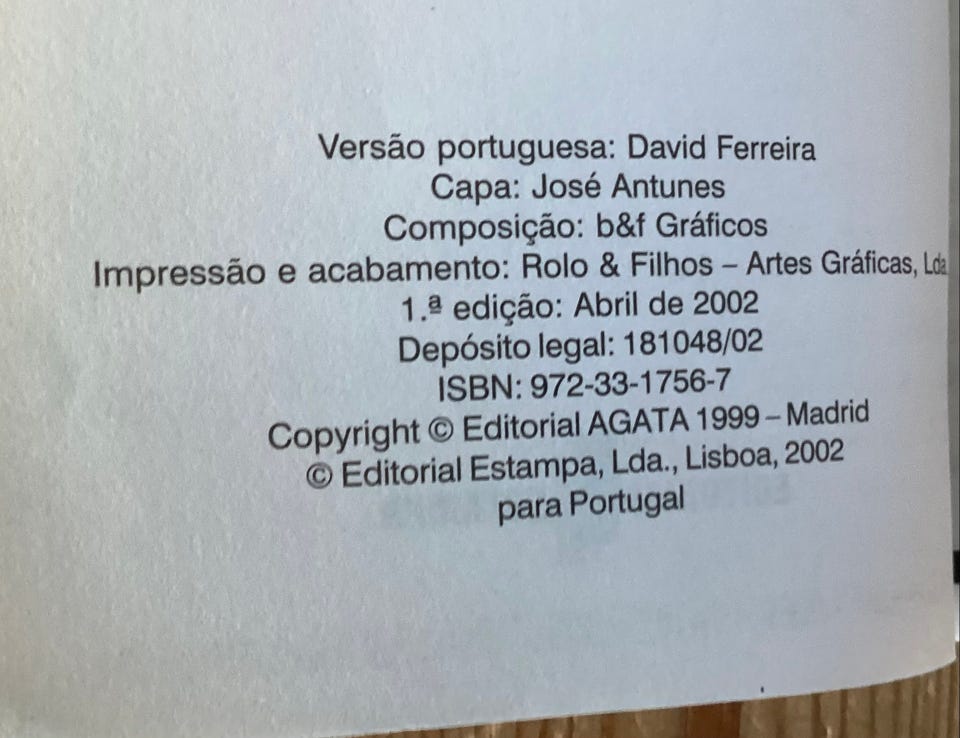 Versão portuguesa: David Ferreira
Capa: José Antunes
Composição: b&f Gráficos
Impressão e acabamento: Rolo & Filhos – Artes Gráficas, Lda.
1.ª edição: Abril de 2002
Depósito legal: 181048/02
ISBN: 972-33-1756-7
Copyright © Editorial AGATA 1999 – Madrid
© Editorial Estampa, Lda., Lisboa, 2002
para Portugal